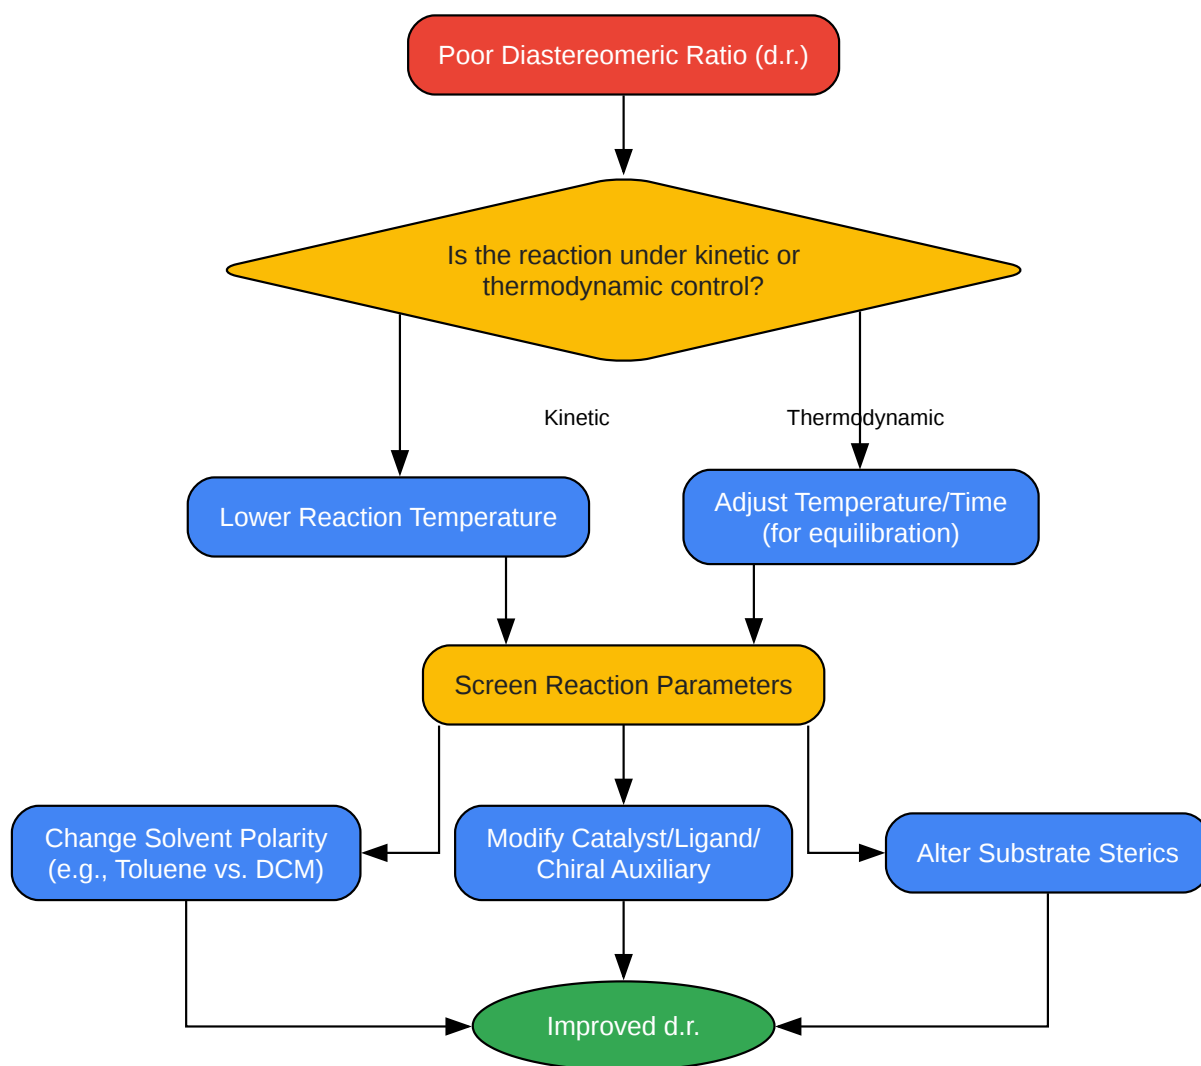 Poor Diastereomeric Ratio (d.r.)
Is the reaction under kinetic or
thermodynamic control?
Kinetic
Thermodynamic
Lower Reaction Temperature
Adjust Temperature/Time
(for equilibration)
Screen Reaction Parameters
Change Solvent Polarity
(e.g., Toluene vs. DCM)
Modify Catalyst/Ligand/
Chiral Auxiliary
Alter Substrate Sterics
Improved d.r.